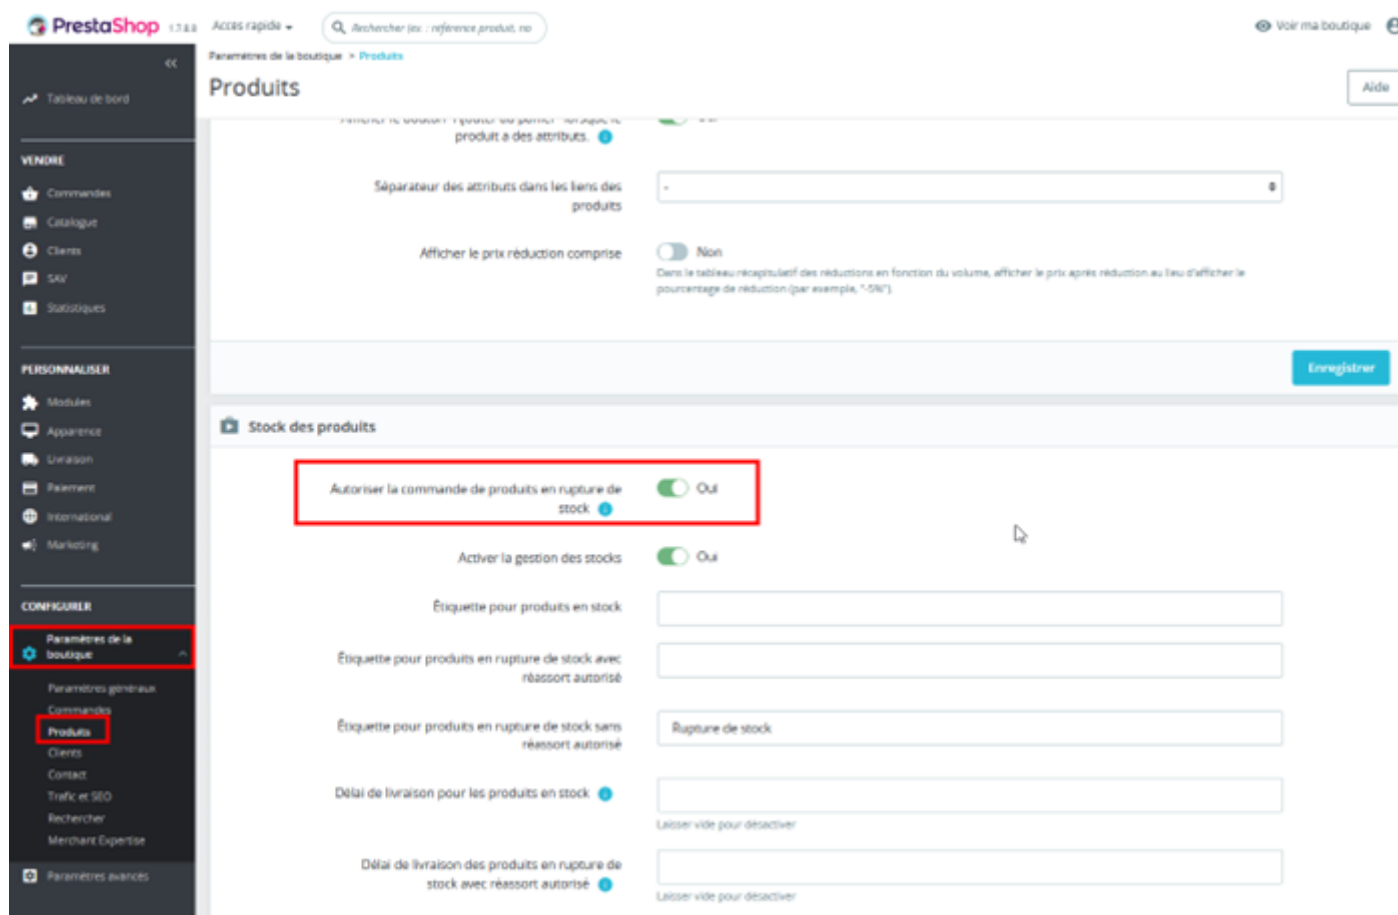 PrestaShop
Accès rapide
Rechercher (ex. : référence produit, no
Voir ma boutique
Paramètres de la boutique > Produits
Produits
Aide
Tableau de bord
VENDRE
Commandes
Catalogue
Clients
SAV
Statistiques
PERSONNALISER
Modules
Apparence
Livraison
Paiement
International
Marketing
CONFIGURER
Paramètres de la
boutique
Paramètres généraux
Commandes
Produits
Clients
Contact
Trafic et SEO
Rechercher
Merchant Expertise
Paramètres avancés
produit a des attributs.
Séparateur des attributs dans les liens des
produits
-
Afficher le prix réduction comprise
Non
Dans le tableau récapitulatif des réductions en fonction du volume, afficher le prix après réduction au lieu d'afficher le
pourcentage de réduction (par exemple, "-5%").
Enregistrer
Stock des produits
Autoriser la commande de produits en rupture de
stock
Oui
Activer la gestion des stocks
Oui
Étiquette pour produits en stock
Étiquette pour produits en rupture de stock avec
réassort autorisé
Étiquette pour produits en rupture de stock sans
réassort autorisé
Rupture de stock
Délai de livraison pour les produits en stock
Laisser vide pour désactiver
Délai de livraison des produits en rupture de
stock avec réassort autorisé
Laisser vide pour désactiver